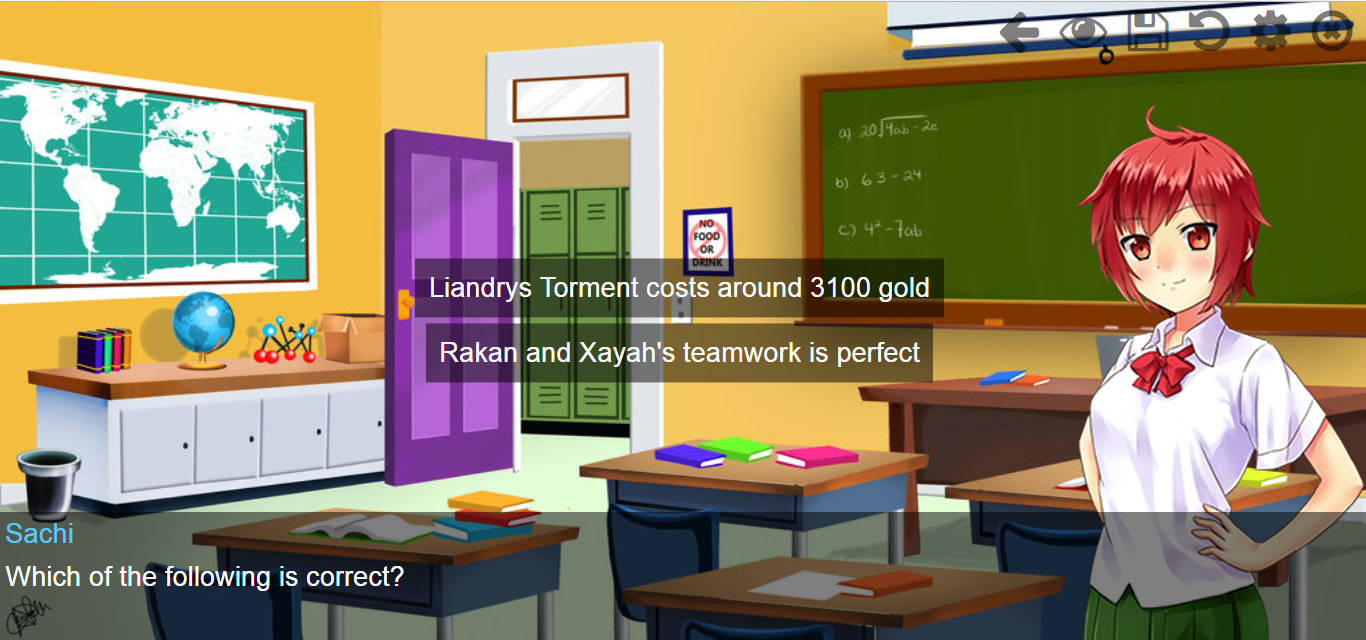 a) 20√4ab - 2c
b) 63 - 24
c) 4² - 7ab
NO
FOOD
OR
DRINK
Liandrys Torment costs around 3100 gold
Rakan and Xayah's teamwork is perfect
Sachi
Which of the following is correct?